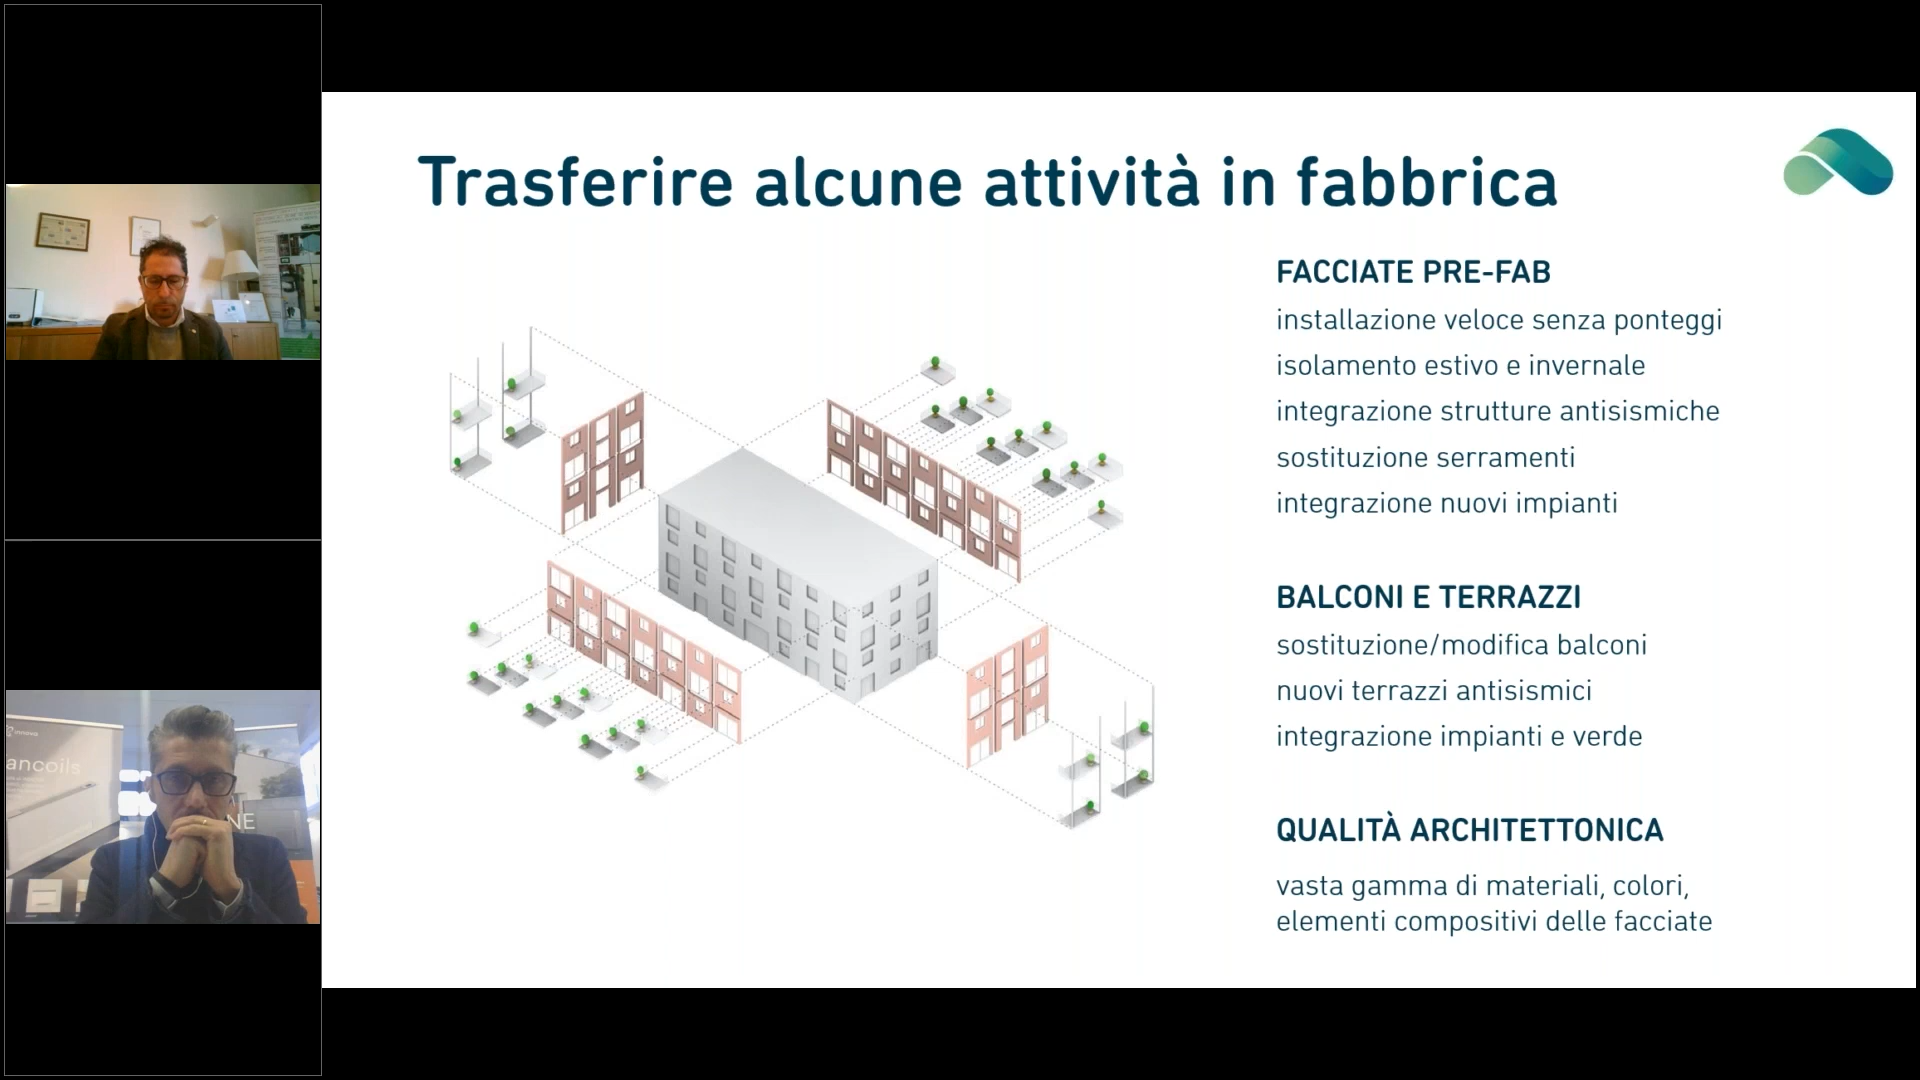 Trasferire alcune attività in fabbrica
FACCIATE PRE-FAB
installazione veloce senza ponteggi
isolamento estivo e invernale
integrazione strutture antisismiche
sostituzione serramenti
integrazione nuovi impianti
BALCONI E TERRAZZI
sostituzione/modifica balconi
nuovi terrazzi antisismici
integrazione impianti e verde
QUALITÀ ARCHITETTONICA
vasta gamma di materiali, colori,
elementi compositivi delle facciate
innova
ancoils
NE